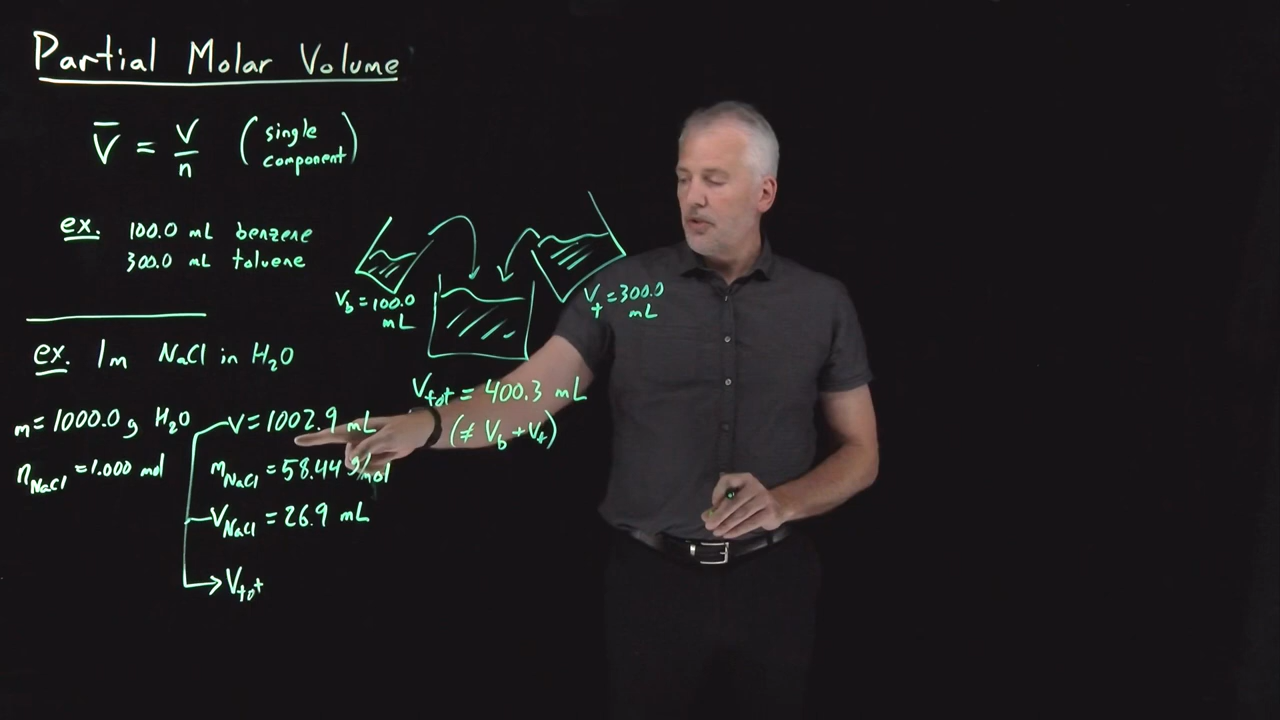 Partial Molar Volume
V̄ = V/n (single component)
ex. 100.0 mL benzene
300.0 mL toluene
V_b = 100.0 mL
V_t = 300.0 mL
V_tot = 400.3 mL
(≠ V_b + V_t)
ex. 1m NaCl in H₂O
m = 1000.0 g H₂O
V = 1002.9 mL
n_NaCl = 1.000 mol
m_NaCl = 58.44 g/mol
V_NaCl = 26.9 mL
V_tot